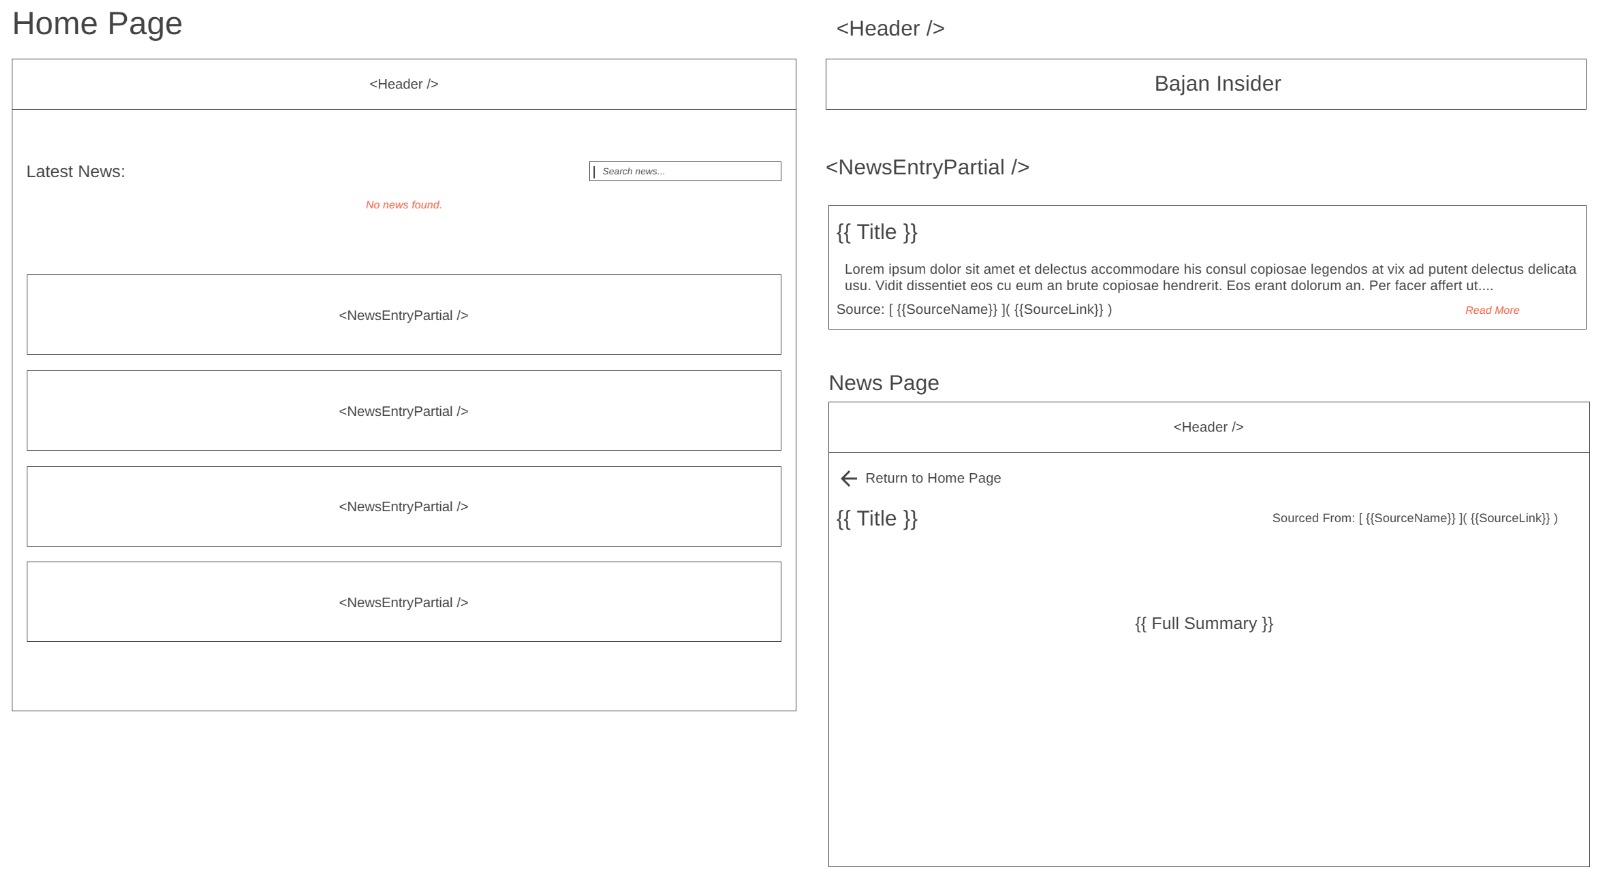 Home Page
<Header />
Latest News:
Search news...
No news found.
<NewsEntryPartial />
<NewsEntryPartial />
<NewsEntryPartial />
<NewsEntryPartial />
<Header />
Bajan Insider
<NewsEntryPartial />
{{ Title }}
Lorem ipsum dolor sit amet et delectus accommodare his consul copiosae legendos at vix ad putent delectus delicata
usu. Vidit dissentiet eos cu eum an brute copiosae hendrerit. Eos erant dolorum an. Per facer affert ut....
Source: [ {{SourceName}} ]( {{SourceLink}} )
Read More
News Page
<Header />
Return to Home Page
{{ Title }}
Sourced From: [ {{SourceName}} ]( {{SourceLink}} )
{{ Full Summary }}